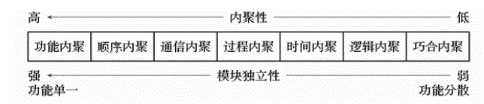 高 内聚性 低
功能内聚 顺序内聚 通信内聚 过程内聚 时间内聚 逻辑内聚 巧合内聚
强 模块独立性 弱
功能单一 功能分散